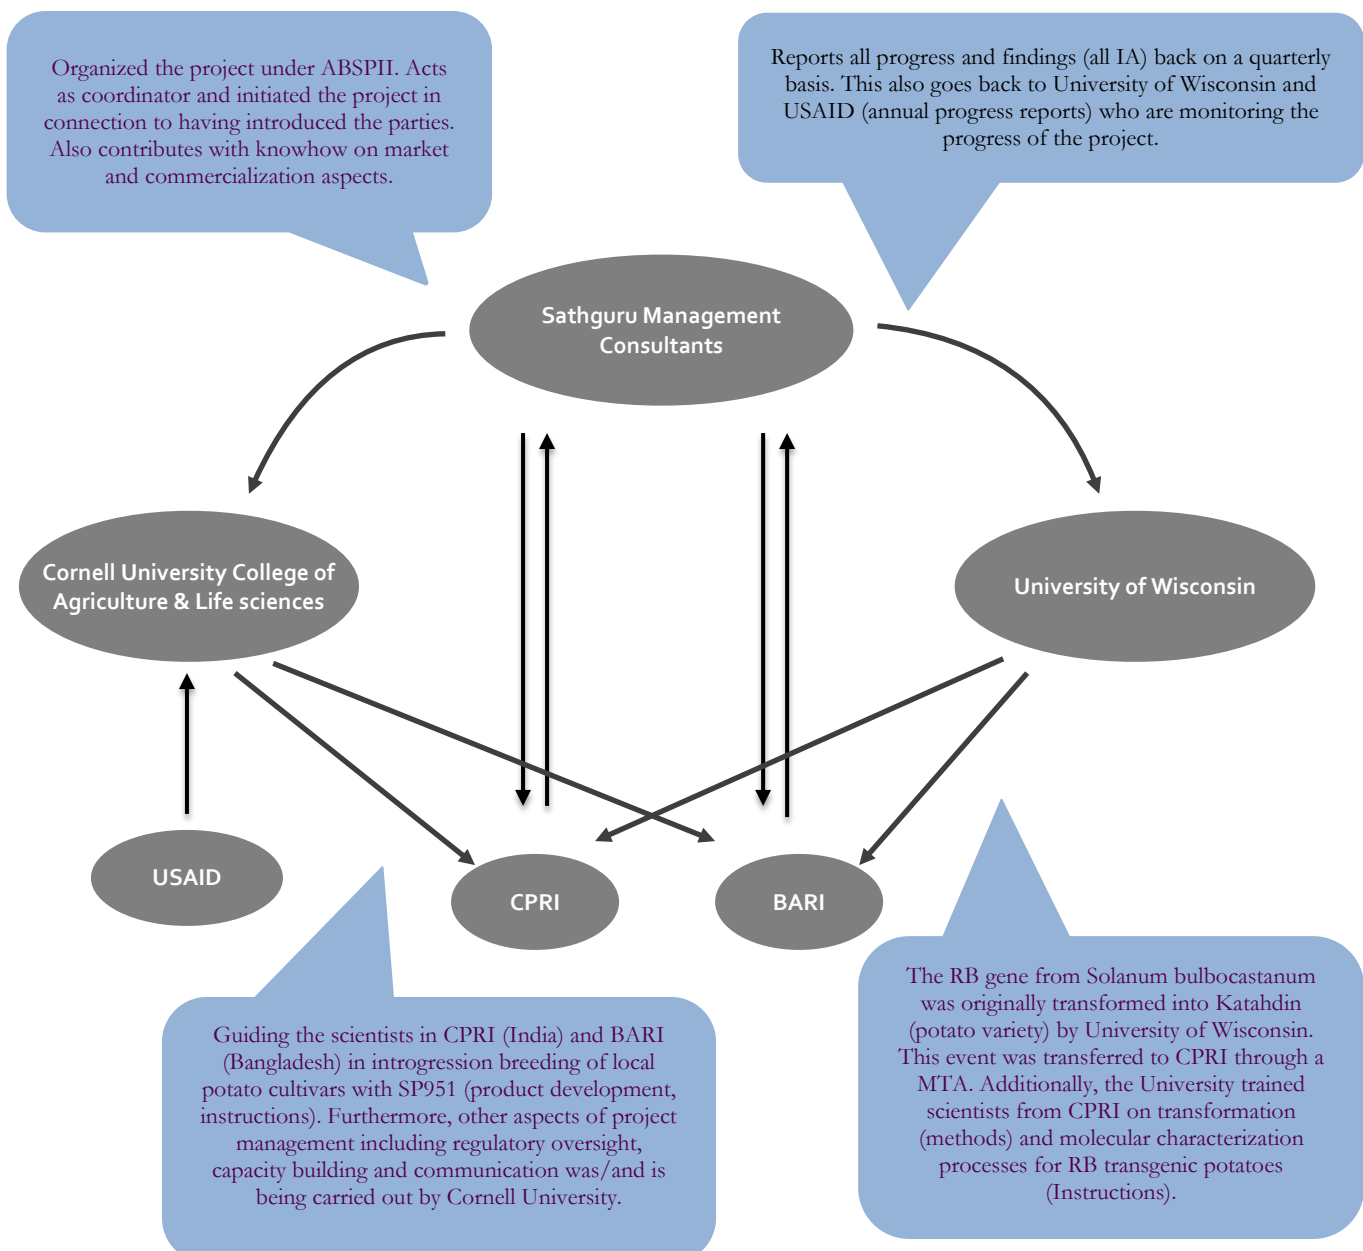 Organized the project under ABSPII. Acts
as coordinator and initiated the project in
connection to having introduced the parties.
Also contributes with knowhow on market
and commercialization aspects.
Reports all progress and findings (all IA) back on a quarterly
basis. This also goes back to University of Wisconsin and
USAID (annual progress reports) who are monitoring the
progress of the project.
Sathguru Management
Consultants
Cornell University College of
Agriculture & Life sciences
University of Wisconsin
USAID
CPRI
BARI
Guiding the scientists in CPRI (India) and BARI
(Bangladesh) in introgression breeding of local
potato cultivars with SP951 (product development,
instructions). Furthermore, other aspects of project
management including regulatory oversight,
capacity building and communication was/and is
being carried out by Cornell University.
The RB gene from Solanum bulbocastanum
was originally transformed into Katahdin
(potato variety) by University of Wisconsin.
This event was transferred to CPRI through a
MTA. Additionally, the University trained
scientists from CPRI on transformation
(methods) and molecular characterization
processes for RB transgenic potatoes
(Instructions).